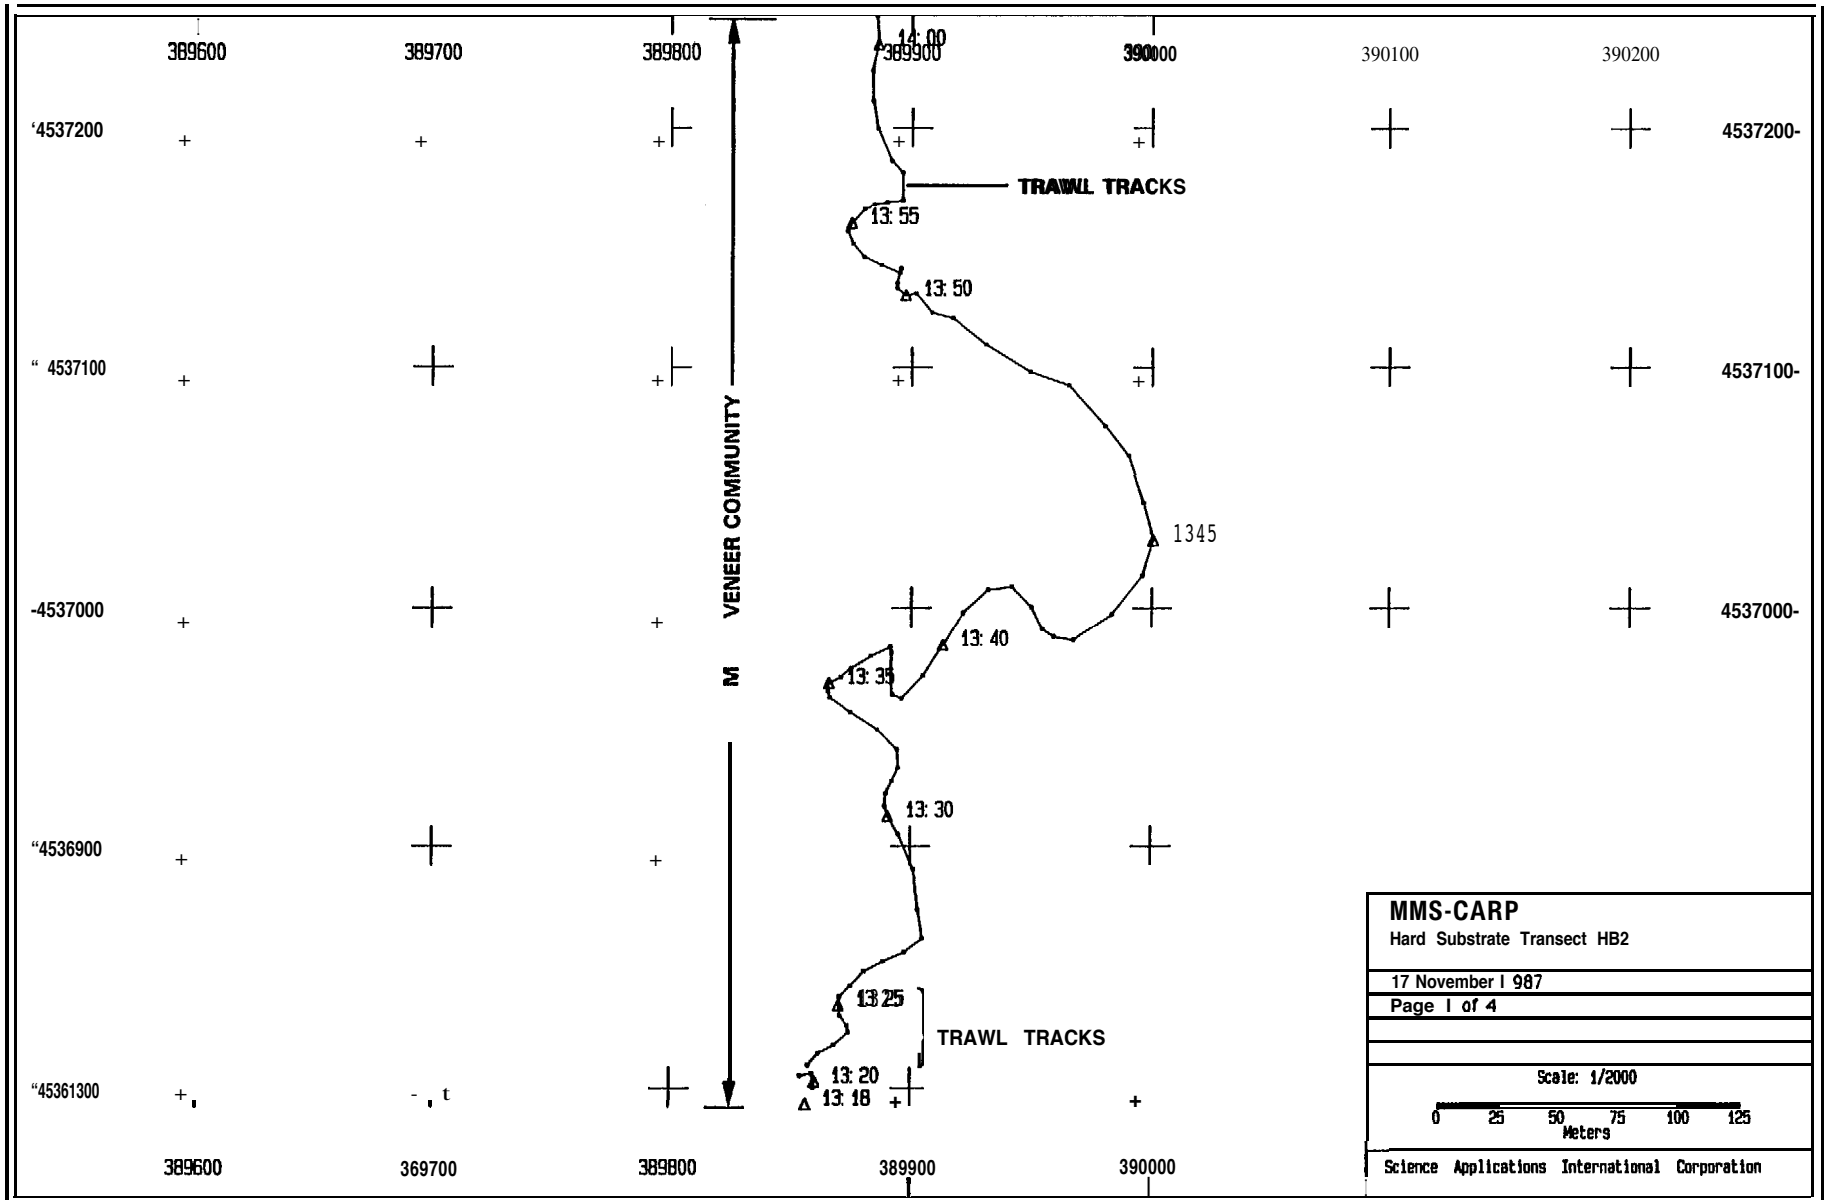 389600 389700 389800 389900 390000 390100 390200
14:00
‘4537200 4537200-
TRAWL TRACKS
13:55
13:50
“ 4537100 4537100-
VENEER COMMUNITY
M
1345
-4537000 4537000-
13:40
13:35
13:30
“4536900
MMS-CARP
Hard Substrate Transect HB2
17 November l 987
Page l of 4
13:25
TRAWL TRACKS
13:20
13:18
“45361300
- t
Scale: 1/2000
0 25 50 75 100 125
Meters
389600 369700 389800 389900 390000
Science Applications International Corporation